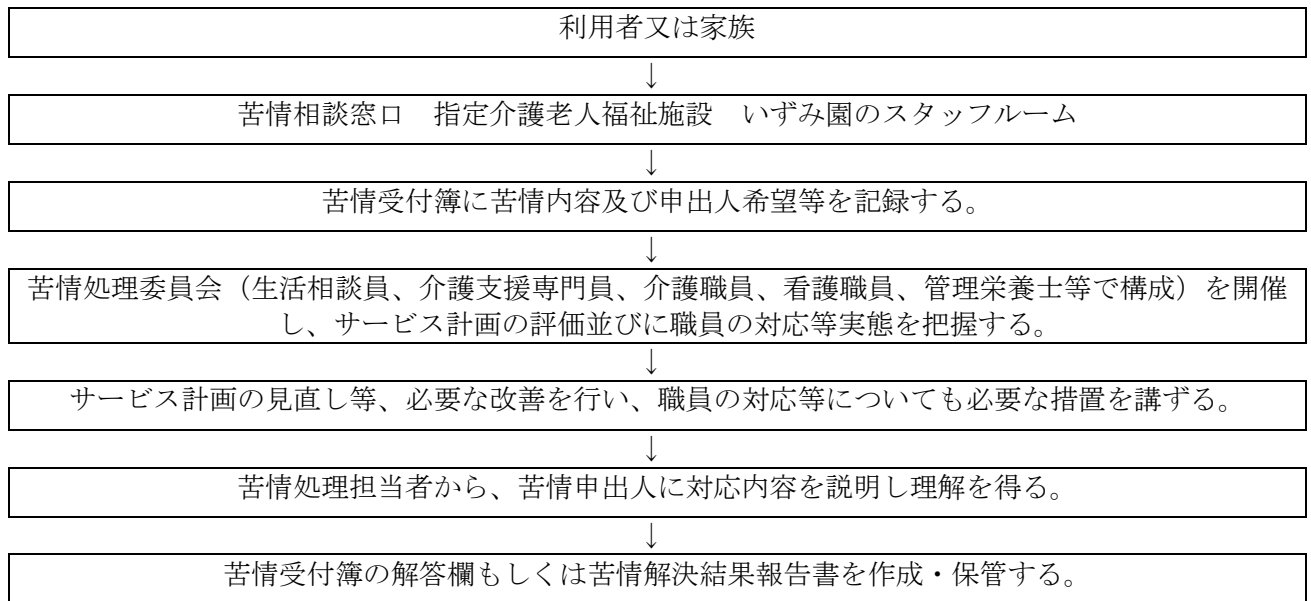 利用者又は家族
↓
苦情相談窓口　指定介護老人福祉施設　いずみ園のスタッフルーム
↓
苦情受付簿に苦情内容及び申出人希望等を記録する。
↓
苦情処理委員会（生活相談員、介護支援専門員、介護職員、看護職員、管理栄養士等で構成）を開催
し、サービス計画の評価並びに職員の対応等実態を把握する。
↓
サービス計画の見直し等、必要な改善を行い、職員の対応等についても必要な措置を講ずる。
↓
苦情処理担当者から、苦情申出人に対応内容を説明し理解を得る。
↓
苦情受付簿の解答欄もしくは苦情解決結果報告書を作成・保管する。